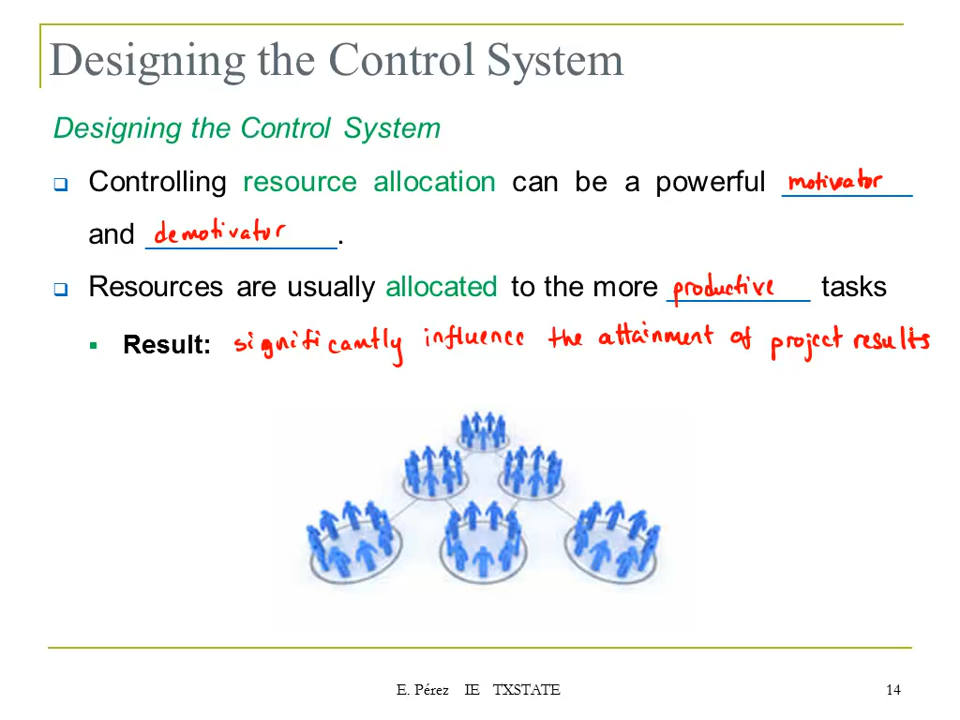 Designing the Control System
Designing the Control System
Controlling resource allocation can be a powerful motivator
and demotivator.
Resources are usually allocated to the more productive tasks
Result: significantly influence the attainment of project results
E. Pérez IE TXSTATE 14